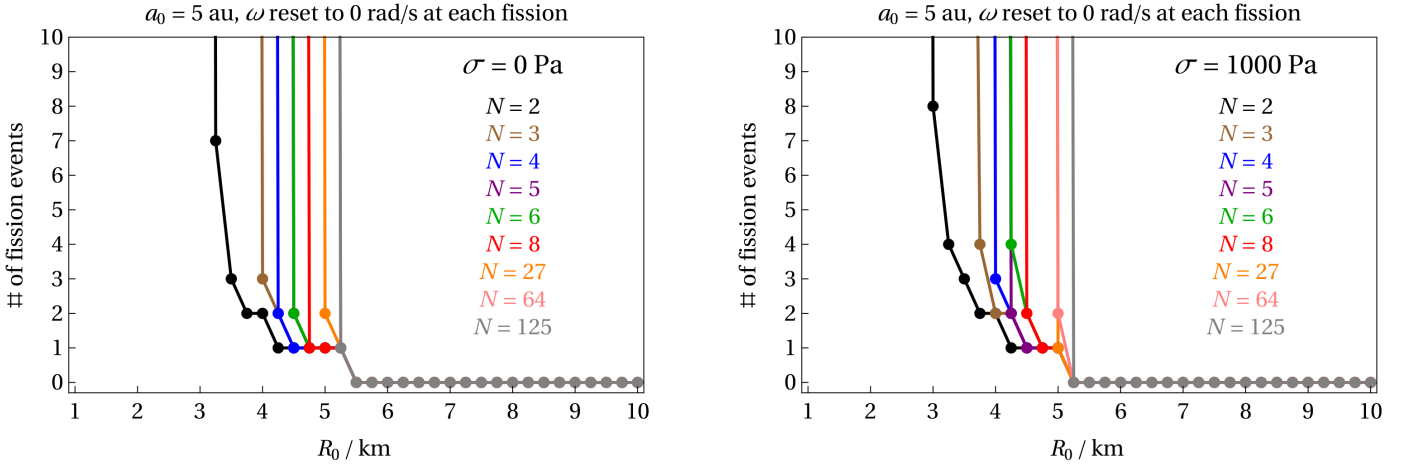 a₀ = 5 au, ω reset to 0 rad/s at each fission
# of fission events
10
9
8
7
6
5
4
3
2
1
0
σ = 0 Pa
N = 2
N = 3
N = 4
N = 5
N = 6
N = 8
N = 27
N = 64
N = 125
1 2 3 4 5 6 7 8 9 10
R₀ / km
a₀ = 5 au, ω reset to 0 rad/s at each fission
# of fission events
10
9
8
7
6
5
4
3
2
1
0
σ = 1000 Pa
N = 2
N = 3
N = 4
N = 5
N = 6
N = 8
N = 27
N = 64
N = 125
1 2 3 4 5 6 7 8 9 10
R₀ / km